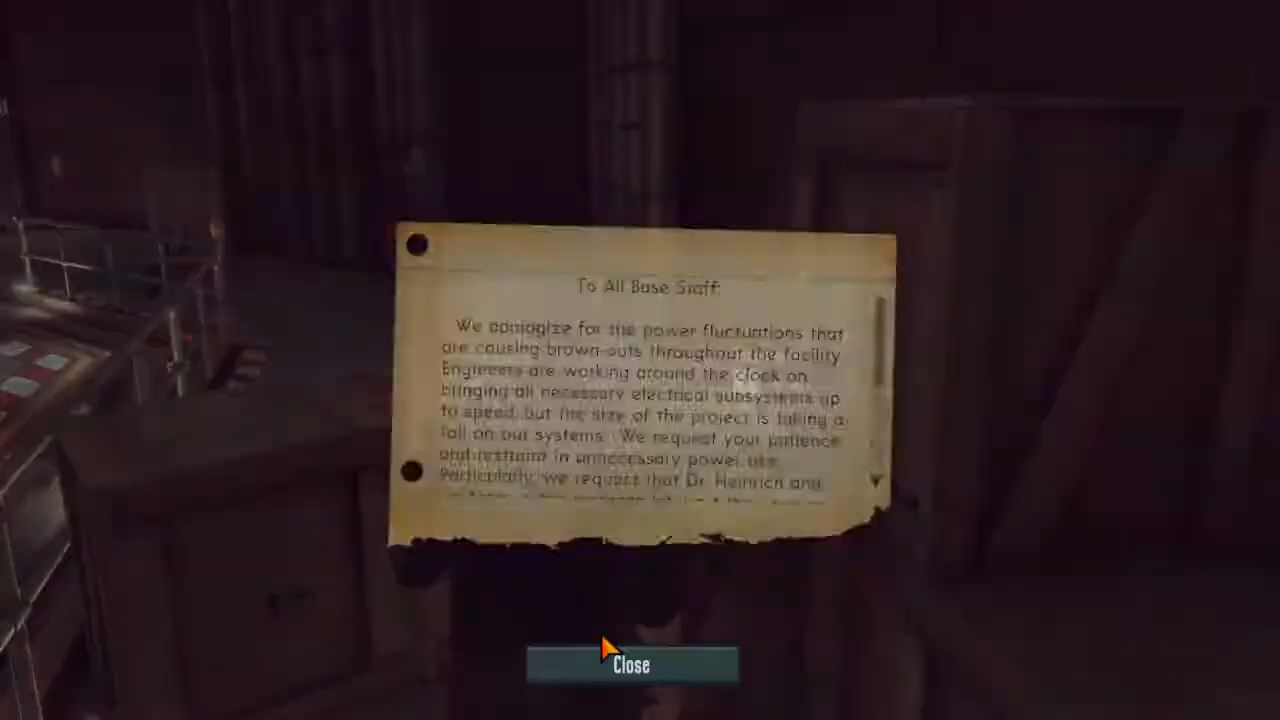 To All Base Staff:
We apologize for the power fluctuations that
are causing brown-outs throughout the facility.
Engineers are working around the clock on
bringing all necessary electrical subsystems up
to speed, but the size of the project is taking a
toll on our systems. We request your patience
and restraint in unnecessary power use.
Particularly, we request that Dr. Heinrich and
Close